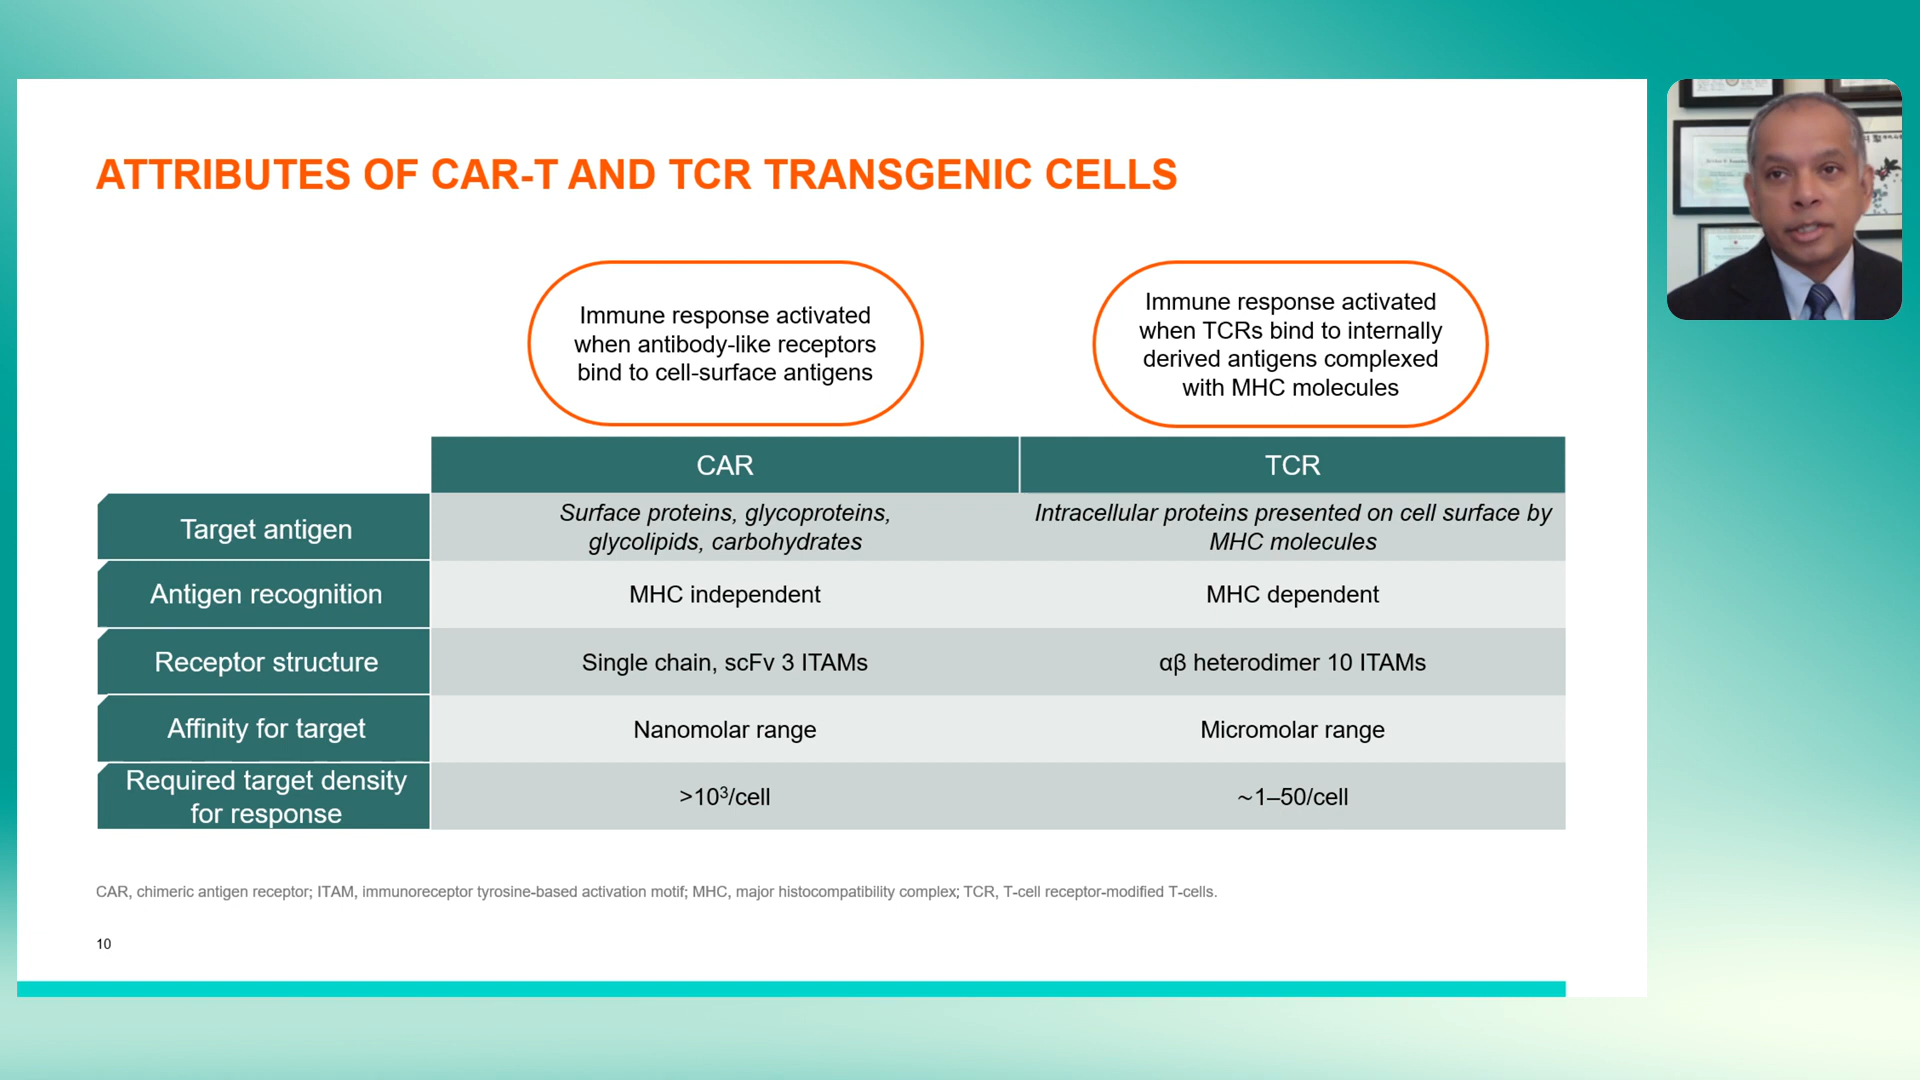 ATTRIBUTES OF CAR-T AND TCR TRANSGENIC CELLS
Immune response activated
when antibody-like receptors
bind to cell-surface antigens
Immune response activated
when TCRs bind to internally
derived antigens complexed
with MHC molecules
CAR
TCR
Target antigen
Surface proteins, glycoproteins,
glycolipids, carbohydrates
Intracellular proteins presented on cell surface by
MHC molecules
Antigen recognition
MHC independent
MHC dependent
Receptor structure
Single chain, scFv 3 ITAMs
αβ heterodimer 10 ITAMs
Affinity for target
Nanomolar range
Micromolar range
Required target density
for response
>10³/cell
~1–50/cell
CAR, chimeric antigen receptor; ITAM, immunoreceptor tyrosine-based activation motif; MHC, major histocompatibility complex; TCR, T-cell receptor-modified T-cells.
10